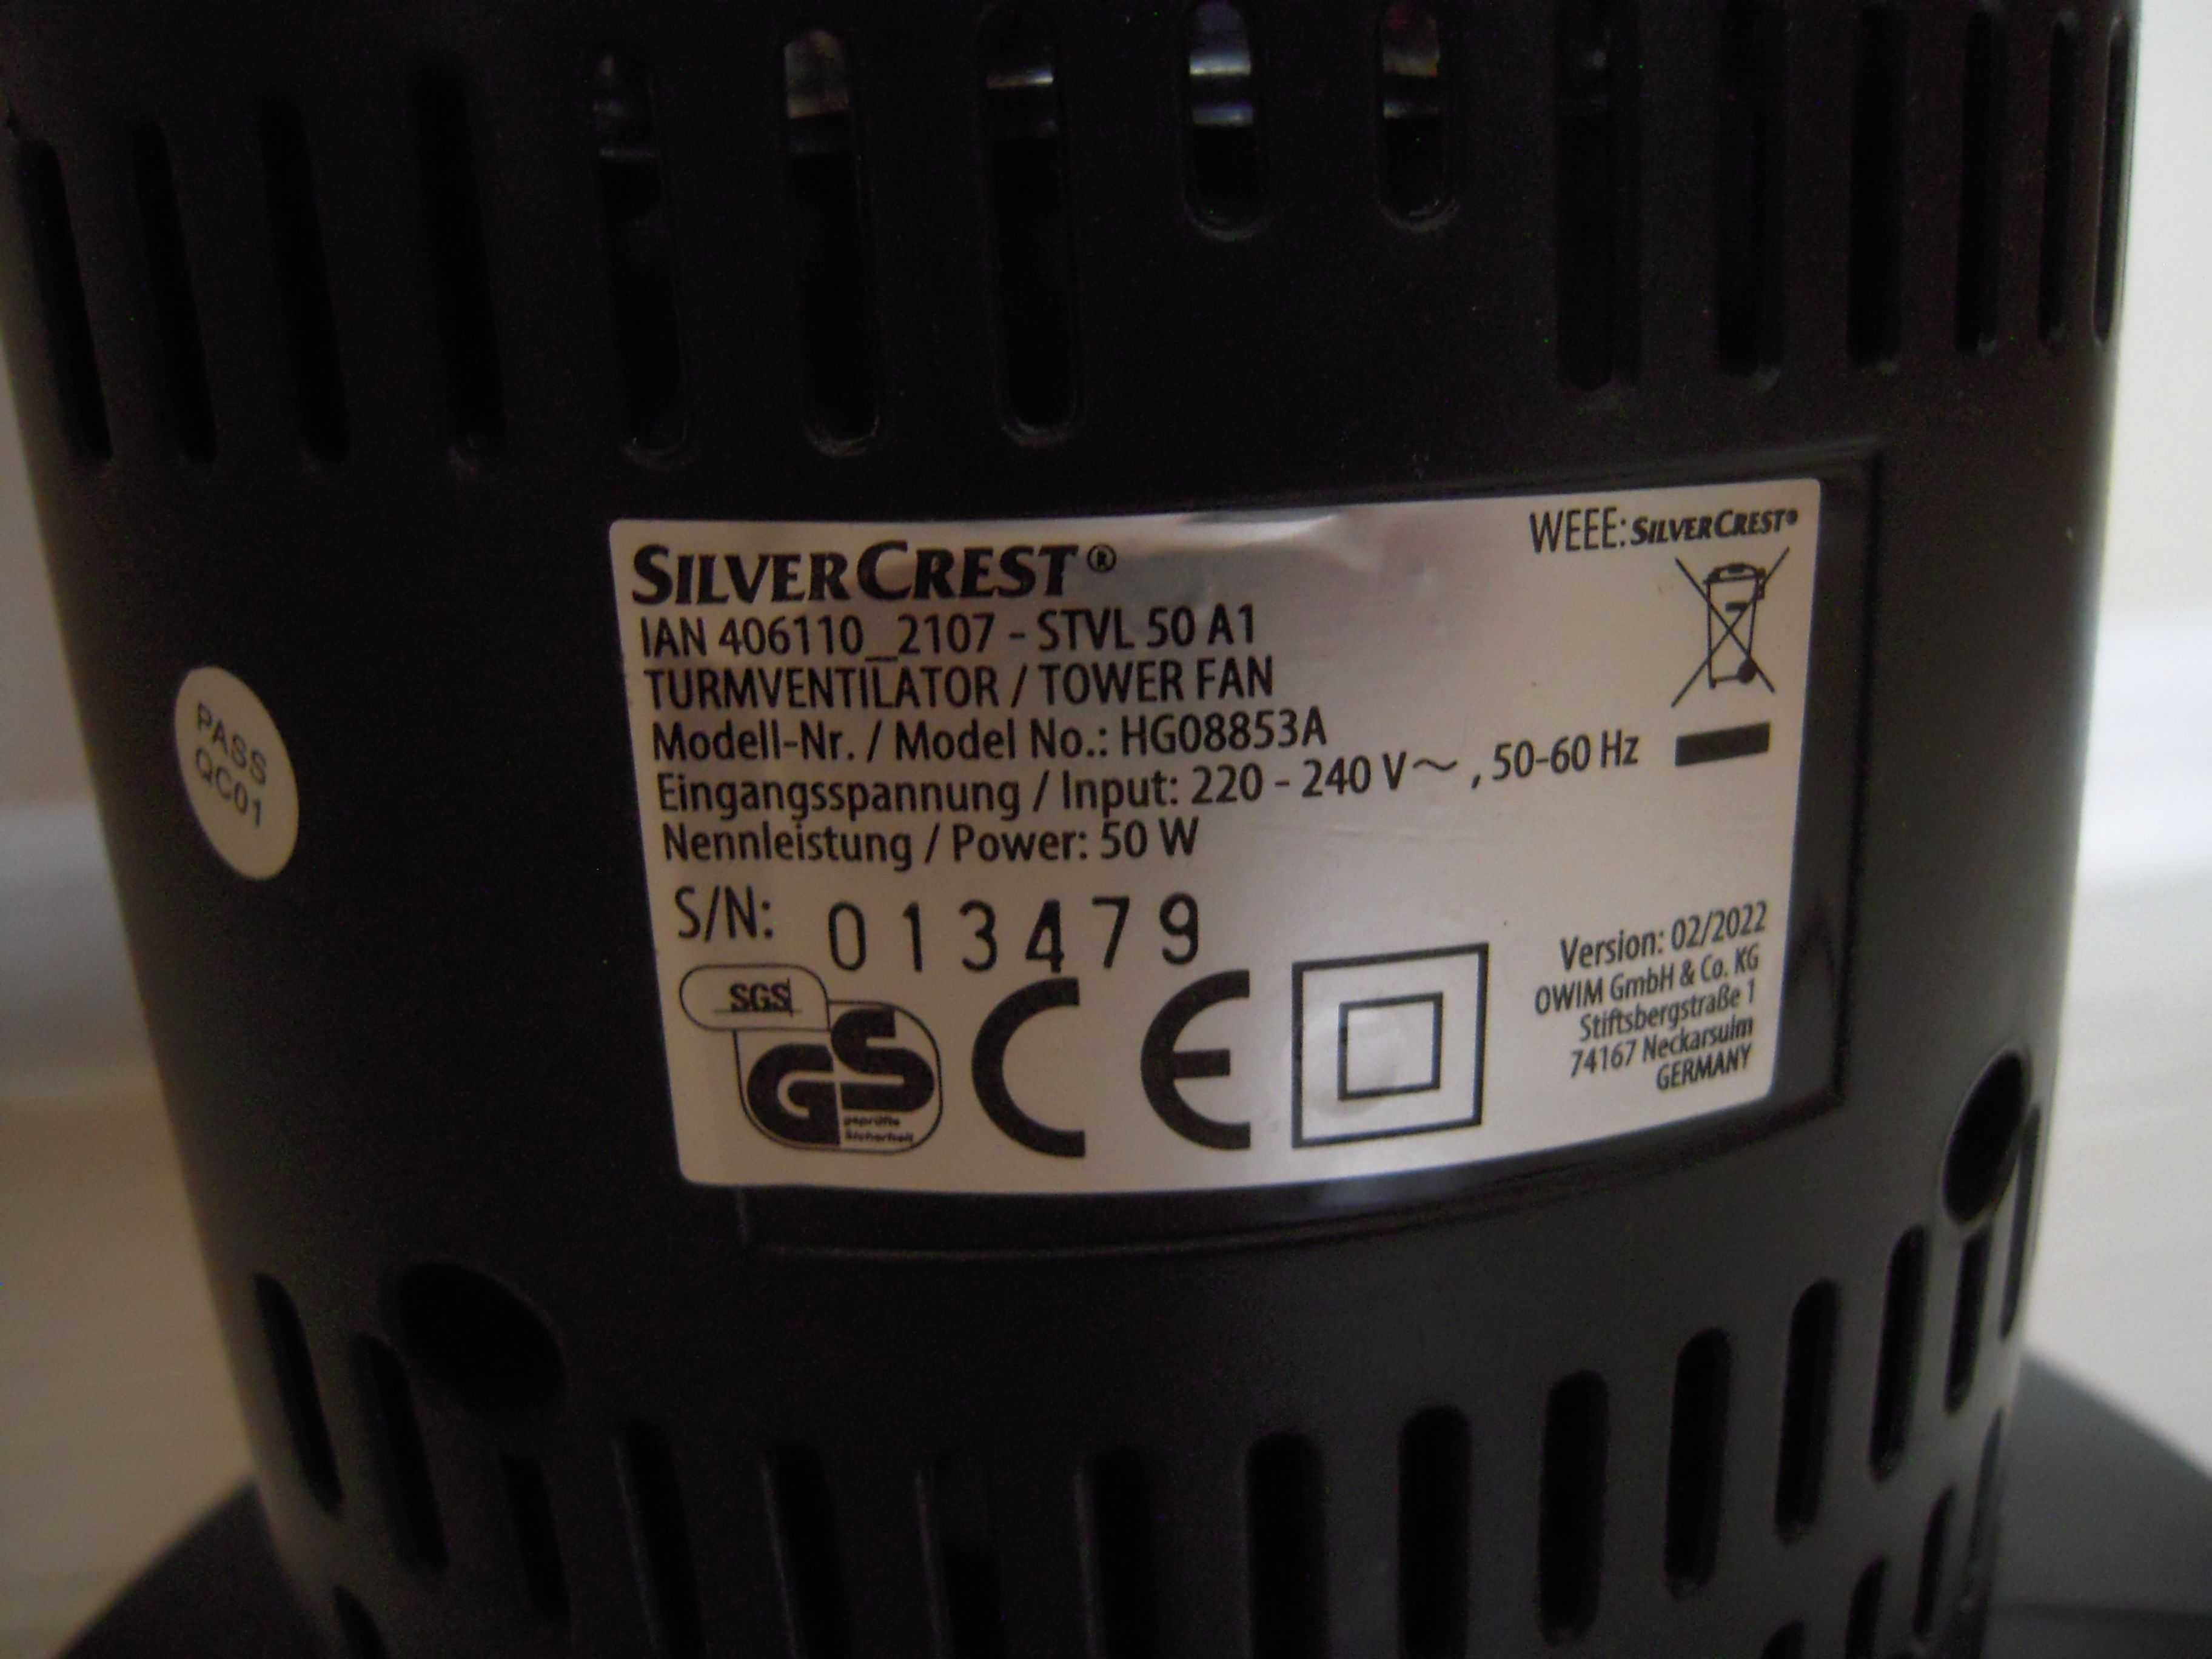 WEEE: SILVERCREST®
SILVERCREST®
IAN 406110_2107 - STVL 50 A1
TURMVENTILATOR / TOWER FAN
Modell-Nr. / Model No.: HG08853A
Eingangsspannung / Input: 220 - 240 V~ , 50-60 Hz
Nennleistung / Power: 50 W
S/N: 013479
PASS
QC01
SGS
GS
geprüfte
Sicherheit
CE
Version: 02/2022
OWIM GmbH & Co. KG
Stiftsbergstraße 1
74167 Neckarsulm
GERMANY